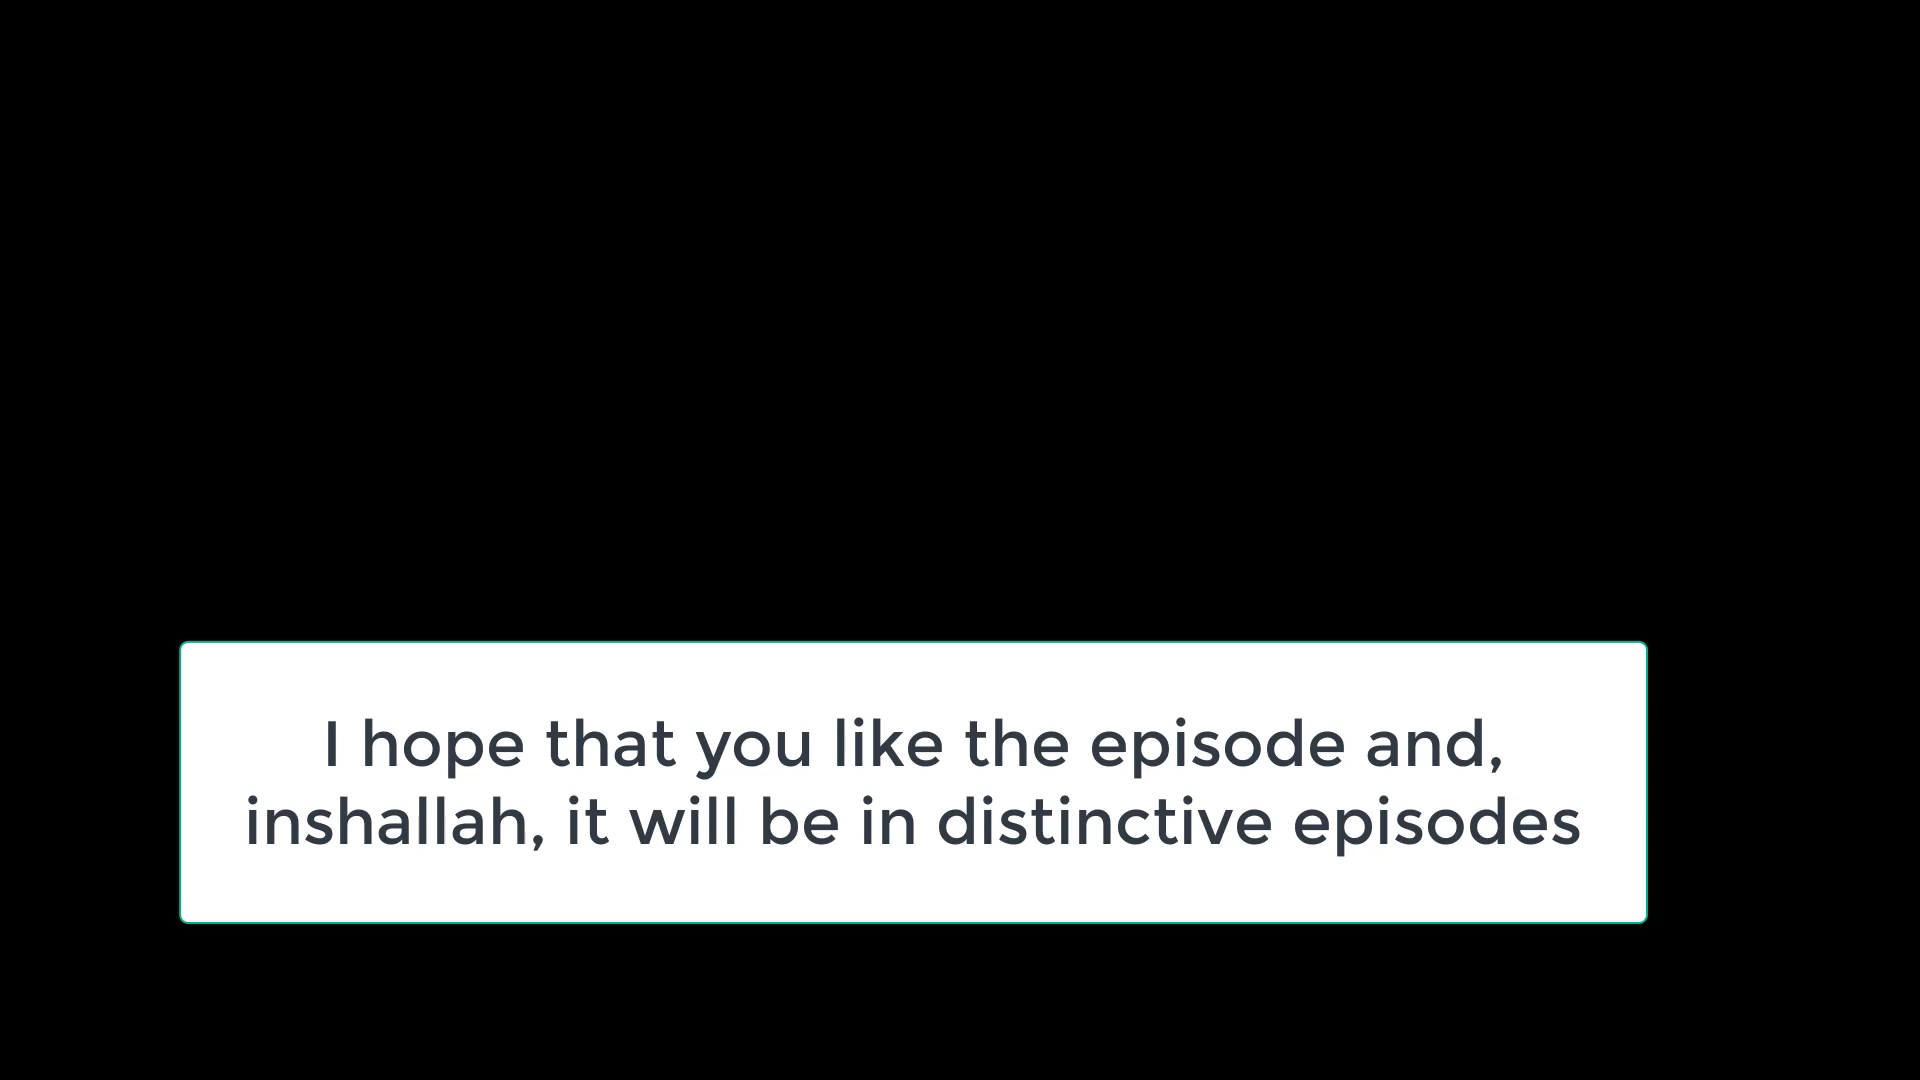 I hope that you like the episode and,
inshallah, it will be in distinctive episodes